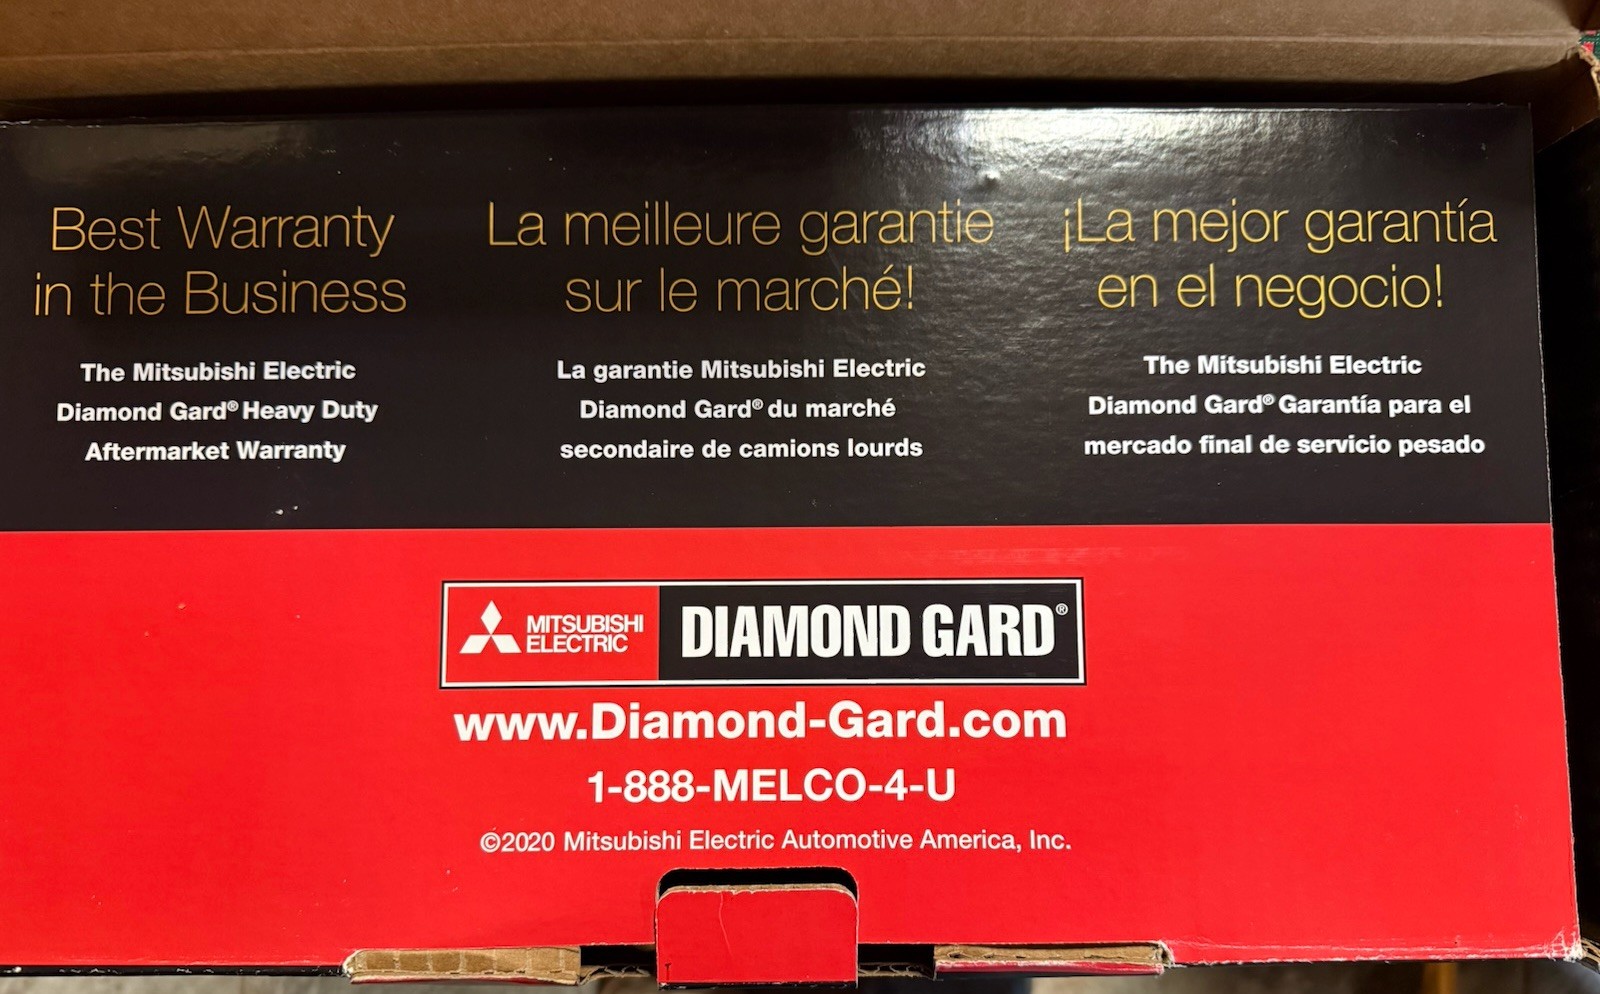 Best Warranty
in the Business
The Mitsubishi Electric
Diamond Gard® Heavy Duty
Aftermarket Warranty
La meilleure garantie
sur le marché!
La garantie Mitsubishi Electric
Diamond Gard® du marché
secondaire de camions lourds
¡La mejor garantía
en el negocio!
The Mitsubishi Electric
Diamond Gard® Garantía para el
mercado final de servicio pesado
MITSUBISHI
ELECTRIC
DIAMOND GARD®
www.Diamond-Gard.com
1-888-MELCO-4-U
©2020 Mitsubishi Electric Automotive America, Inc.